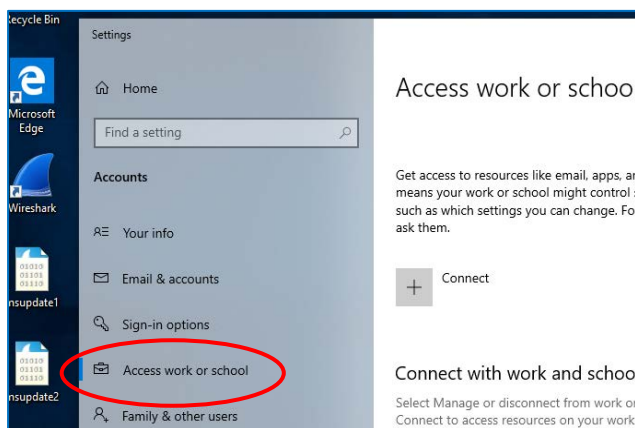 Recycle Bin
Microsoft
Edge
Wireshark
01010
01101
01110
nsupdate1
01010
01101
01110
nsupdate2
Settings
Home
Find a setting
Accounts
Your info
Email & accounts
Sign-in options
Access work or school
Family & other users
Access work or schoo
Get access to resources like email, apps, an
means your work or school might control s
such as which settings you can change. Fo
ask them.
Connect
Connect with work and schoo
Select Manage or disconnect from work or
Connect to access resources on your work